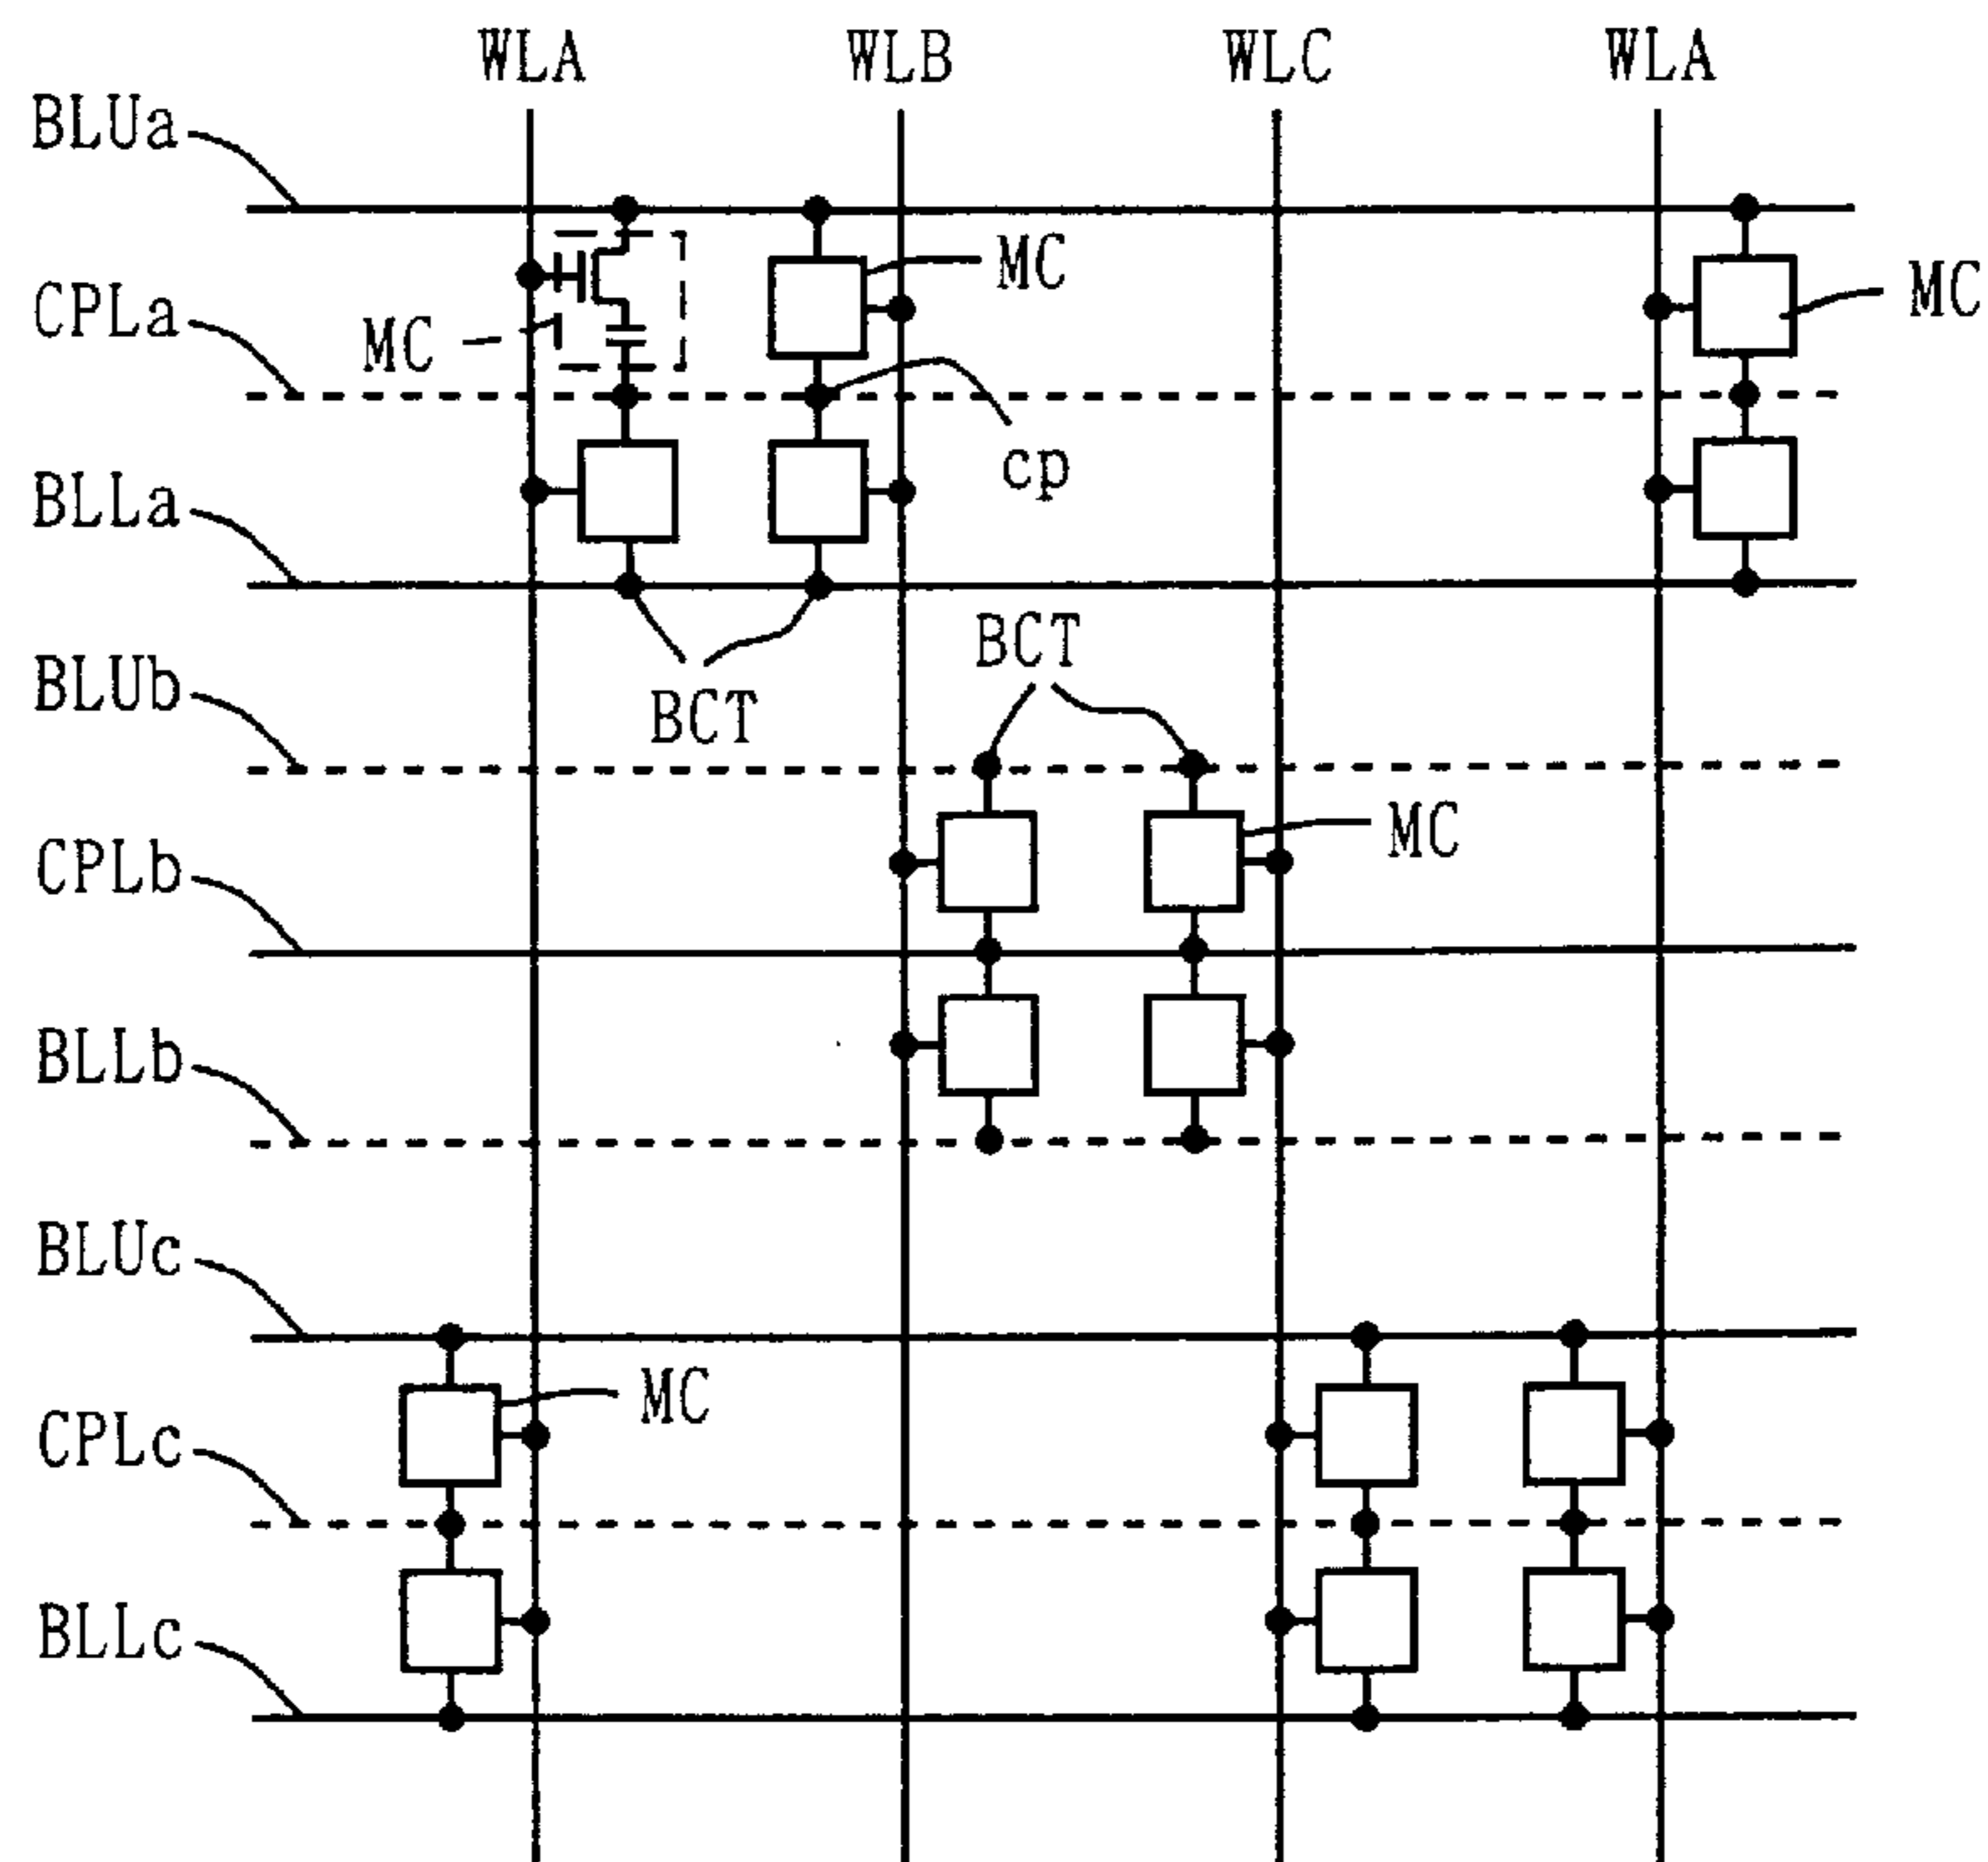 WLA WLB WLC WLA
BLUa
MC
CPLa
MC
MC
BLLa
cp
BLUb
BCT
BCT
CPLb
MC
BLLb
BLUc
MC
CPLc
BLLc